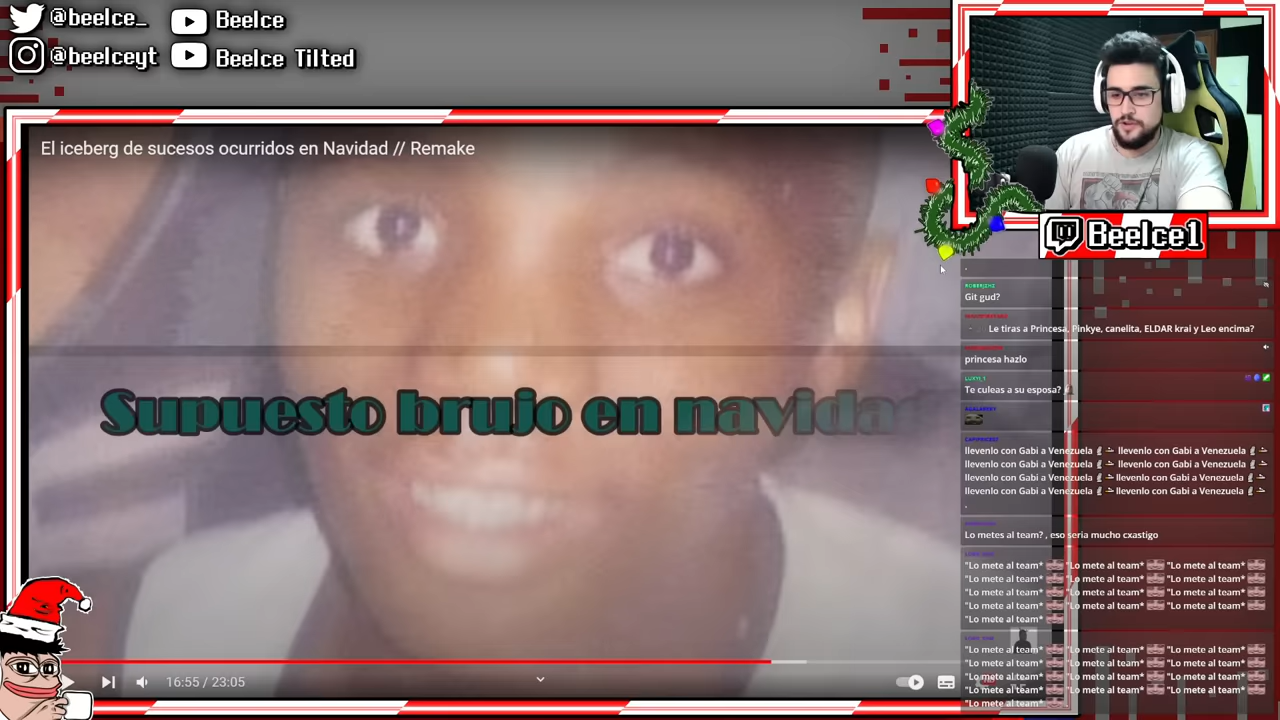 @beelce_
Beelce
@beelceyt
Beelce Tilted
El iceberg de sucesos ocurridos en Navidad // Remake
Supuesto brujo en navidad
16:55 / 23:05
Beelce1
.
Git gud?
Le tiras a Princesa, Pinkye, canelita, ELDAR krai y Leo encima?
princesa hazlo
Te culeas a su esposa?
llevenlo con Gabi a Venezuela llevenlo con Gabi a Venezuela
llevenlo con Gabi a Venezuela llevenlo con Gabi a Venezuela
llevenlo con Gabi a Venezuela llevenlo con Gabi a Venezuela
llevenlo con Gabi a Venezuela llevenlo con Gabi a Venezuela
.
Lo metes al team? , eso seria mucho cxastigo
"Lo mete al team* "Lo mete al team* "Lo mete al team*
"Lo mete al team* "Lo mete al team* "Lo mete al team*
"Lo mete al team* "Lo mete al team* "Lo mete al team*
"Lo mete al team* "Lo mete al team* "Lo mete al team*
"Lo mete al team*
"Lo mete al team* "Lo mete al team* "Lo mete al team*
"Lo mete al team* "Lo mete al team* "Lo mete al team*
"Lo mete al team* "Lo mete al team* "Lo mete al team*
"Lo mete al team* "Lo mete al team* "Lo mete al team*
"Lo mete al team*